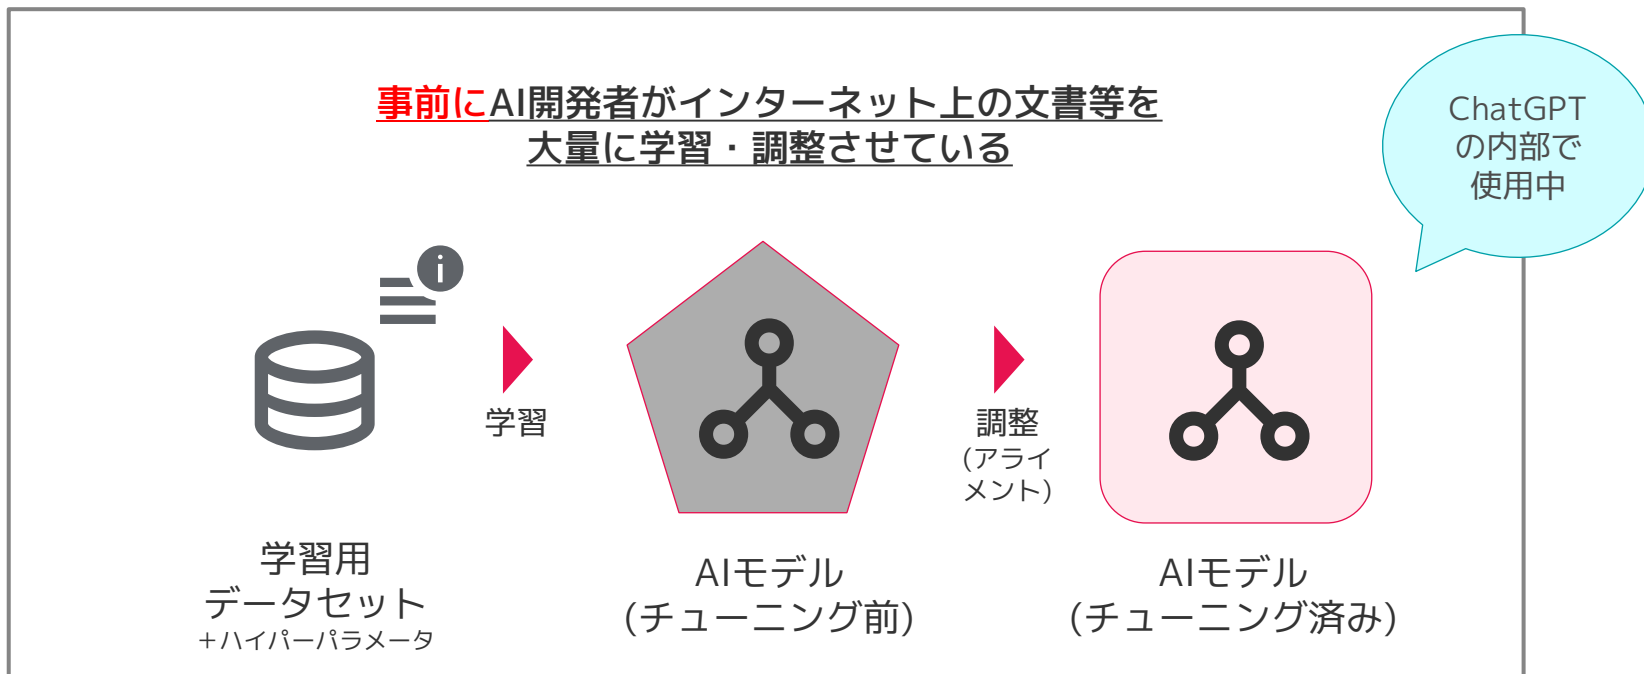 事前にAI開発者がインターネット上の文書等を
大量に学習・調整させている
ChatGPT
の内部で
使用中
i
学習
調整
(アライ
メント)
学習用
データセット
+ハイパーパラメータ
AIモデル
(チューニング前)
AIモデル
(チューニング済み)